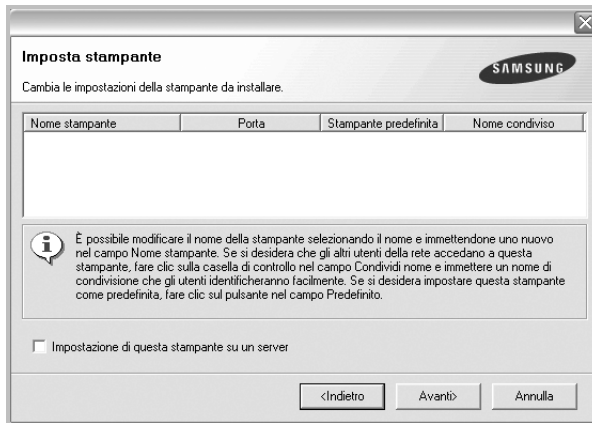 Imposta stampante
SAMSUNG
Cambia le impostazioni della stampante da installare.
Nome stampante Porta Stampante predefinita Nome condiviso
È possibile modificare il nome della stampante selezionando il nome e immettendone uno nuovo
nel campo Nome stampante. Se si desidera che gli altri utenti della rete accedano a questa
stampante, fare clic sulla casella di controllo nel campo Condividi nome e immettere un nome di
condivisione che gli utenti identificheranno facilmente. Se si desidera impostare questa stampante
come predefinita, fare clic sul pulsante nel campo Predefinito.
Impostazione di questa stampante su un server
<Indietro Avanti> Annulla